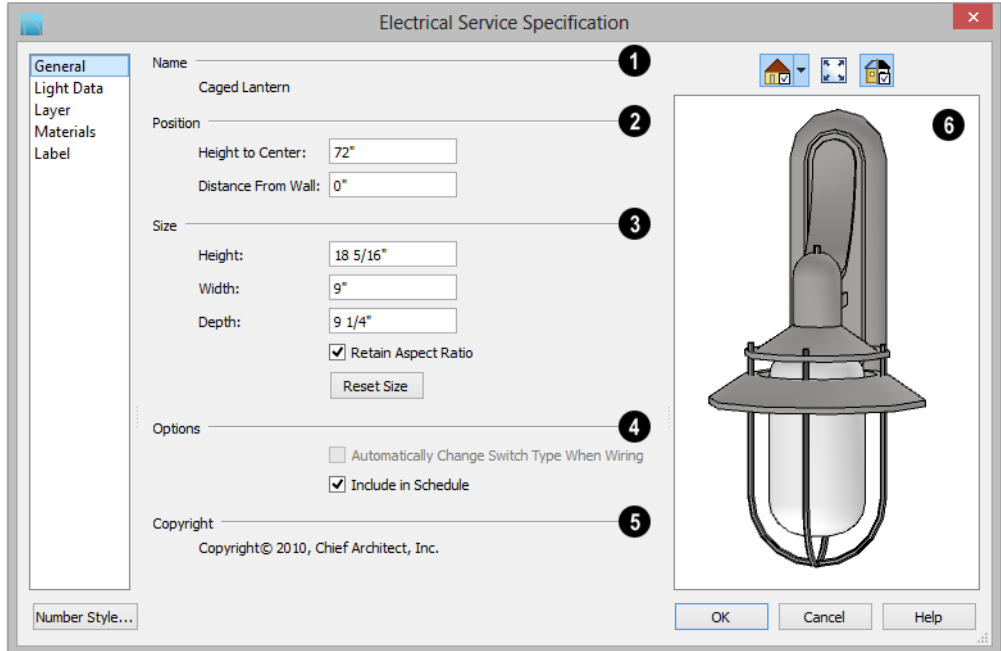 Electrical Service Specification
General
Light Data
Layer
Materials
Label
Name 1
Caged Lantern
Position 2
Height to Center: 72"
Distance From Wall: 0"
Size 3
Height: 18 5/16"
Width: 9"
Depth: 9 1/4"
Retain Aspect Ratio
Reset Size
Options 4
Automatically Change Switch Type When Wiring
Include in Schedule
Copyright 5
Copyright© 2010, Chief Architect, Inc.
6
Number Style...
OK Cancel Help